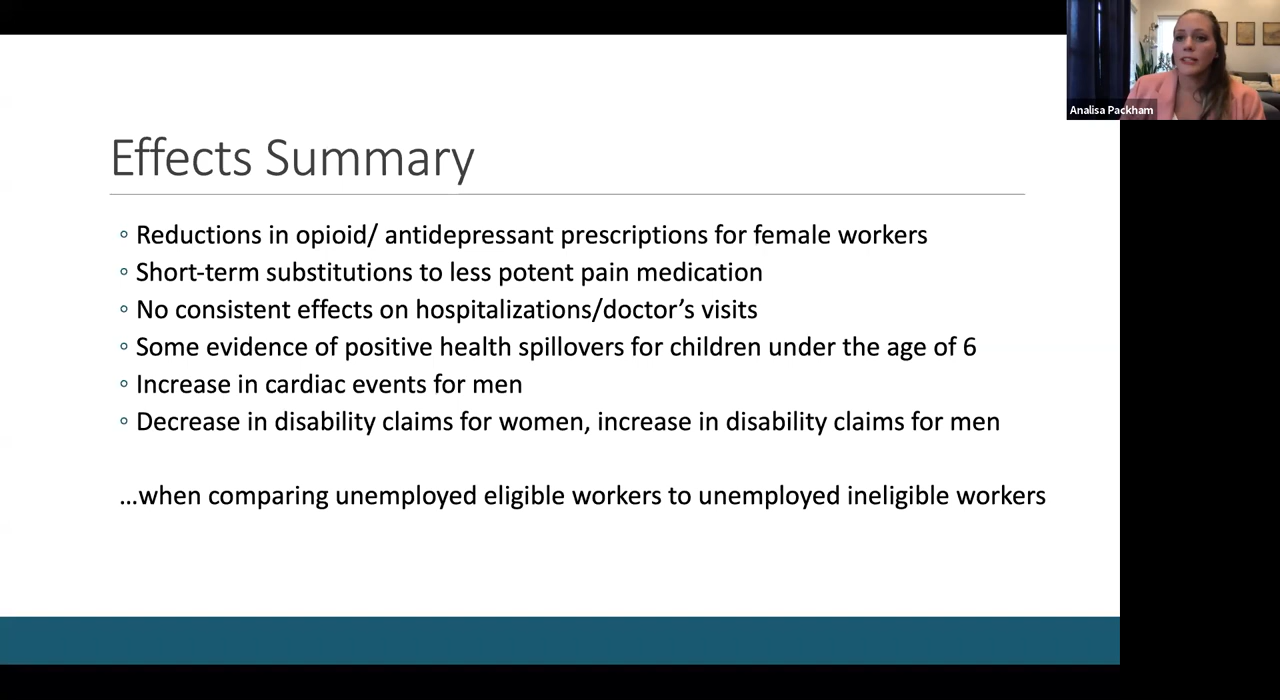 Analisa Packham
Effects Summary
◦ Reductions in opioid/ antidepressant prescriptions for female workers
◦ Short-term substitutions to less potent pain medication
◦ No consistent effects on hospitalizations/doctor’s visits
◦ Some evidence of positive health spillovers for children under the age of 6
◦ Increase in cardiac events for men
◦ Decrease in disability claims for women, increase in disability claims for men
…when comparing unemployed eligible workers to unemployed ineligible workers